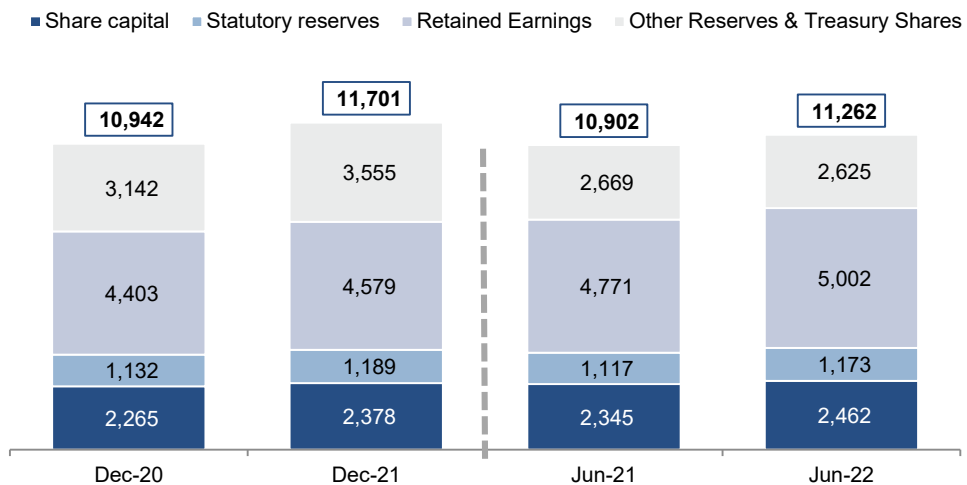 Share capital Statutory reserves Retained Earnings Other Reserves & Treasury Shares
10,942 11,701 10,902 11,262
3,142 3,555 2,669 2,625
4,403 4,579 4,771 5,002
1,132 1,189 1,117 1,173
2,265 2,378 2,345 2,462
Dec-20 Dec-21 Jun-21 Jun-22